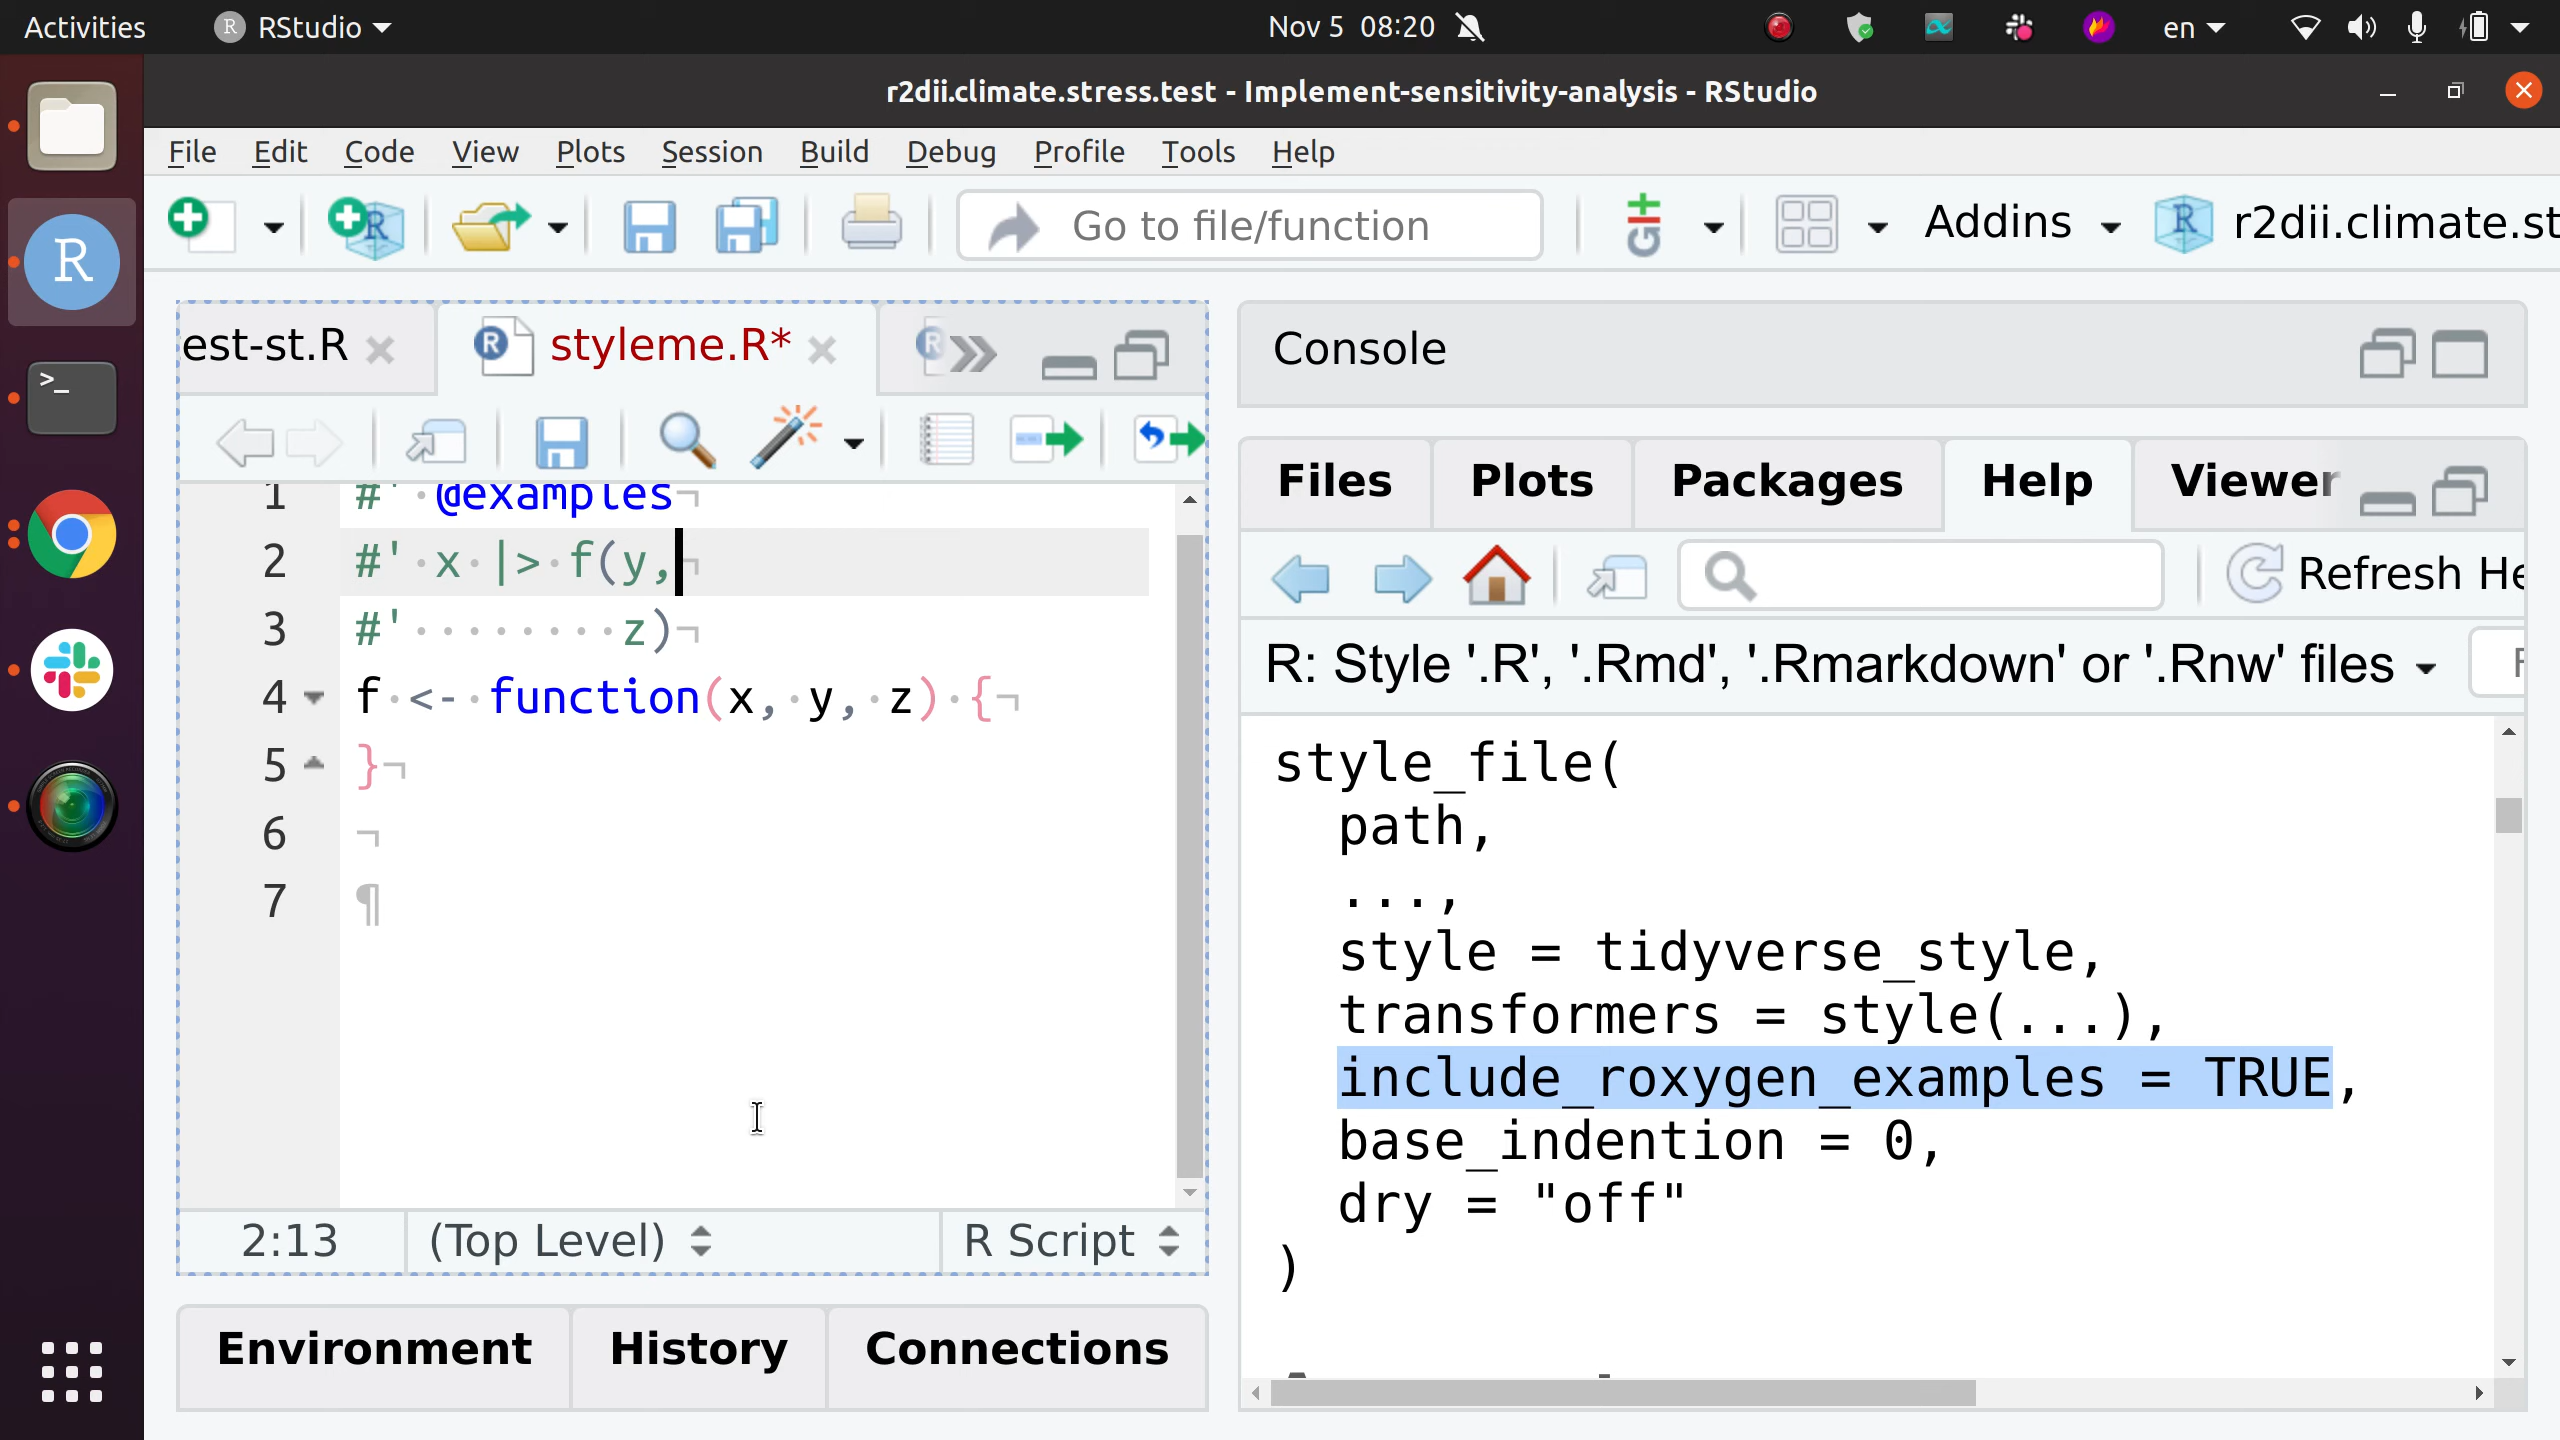 Activities
RStudio
Nov 5 08:20
en
r2dii.climate.stress.test - Implement-sensitivity-analysis - RStudio
File Edit Code View Plots Session Build Debug Profile Tools Help
Go to file/function
Git
Addins
r2dii.climate.st
est-st.R
styleme.R*
1 #' @examples
2 #' x |> f(y,
3 #'         z)
4 f <- function(x, y, z) {
5 }
6
7
2:13
(Top Level)
R Script
Environment
History
Connections
Console
Files
Plots
Packages
Help
Viewer
Refresh He
R: Style '.R', '.Rmd', '.Rmarkdown' or '.Rnw' files
style_file(
path,
...,
style = tidyverse_style,
transformers = style(...),
include_roxygen_examples = TRUE,
base_indention = 0,
dry = "off"
)